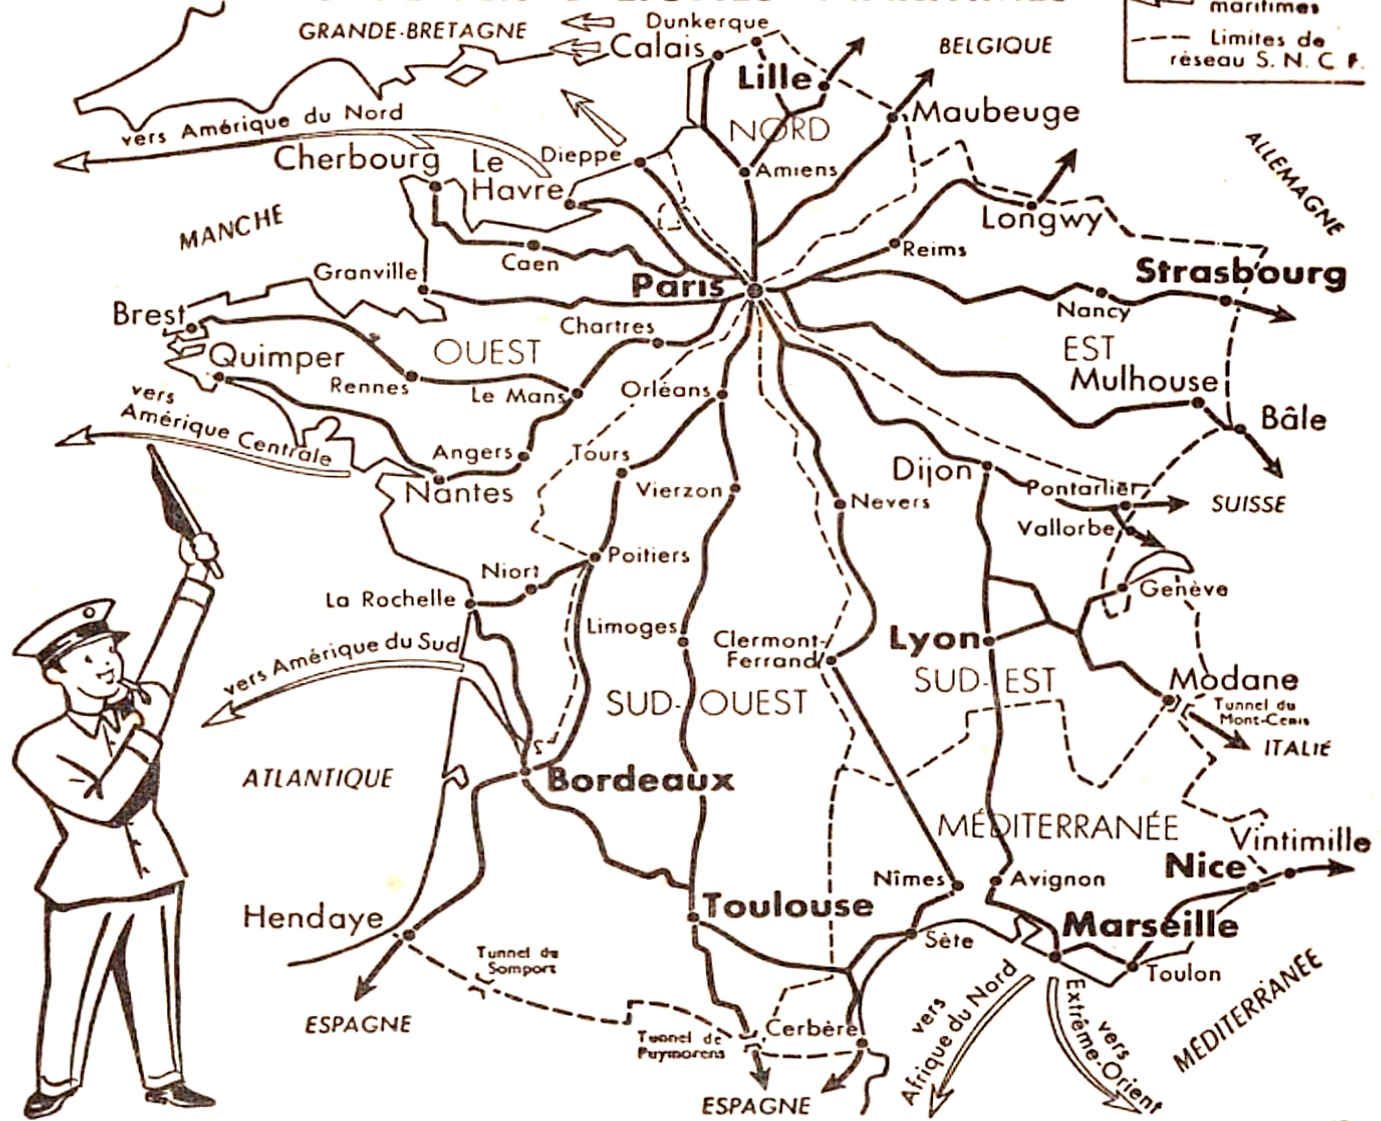 maritimes
Limites de
réseau S. N. C F.
GRANDE-BRETAGNE
Dunkerque
Calais
BELGIQUE
Lille
Maubeuge
NORD
vers Amérique du Nord
Cherbourg
Le
Havre
Dieppe
Amiens
ALLEMAGNE
Longwy
MANCHE
Caen
Reims
Granville
Paris
Strasbourg
Nancy
Brest
Chartres
OUEST
EST
Quimper
Rennes
Le Mans
Orléans
Mulhouse
Bâle
vers
Amérique Centrale
Angers
Tours
Nantes
Vierzon
Nevers
Dijon
Pontarlier
SUISSE
Vallorbe
Poitiers
Niort
La Rochelle
Genève
Limoges
Clermont-
Ferrand
Lyon
vers Amérique du Sud
SUD-OUEST
SUD-EST
Modane
Tunnel du
Mont-Cenis
ITALIE
ATLANTIQUE
Bordeaux
MÉDITERRANÉE
Vintimille
Nice
Nîmes
Avignon
Hendaye
Toulouse
Marseille
Sète
Toulon
Tunnel du
Somport
ESPAGNE
Tunnel de
Puymorens
Cerbère
ESPAGNE
vers
Afrique du Nord
vers
Extrême-Orient
MÉDITERRANÉE